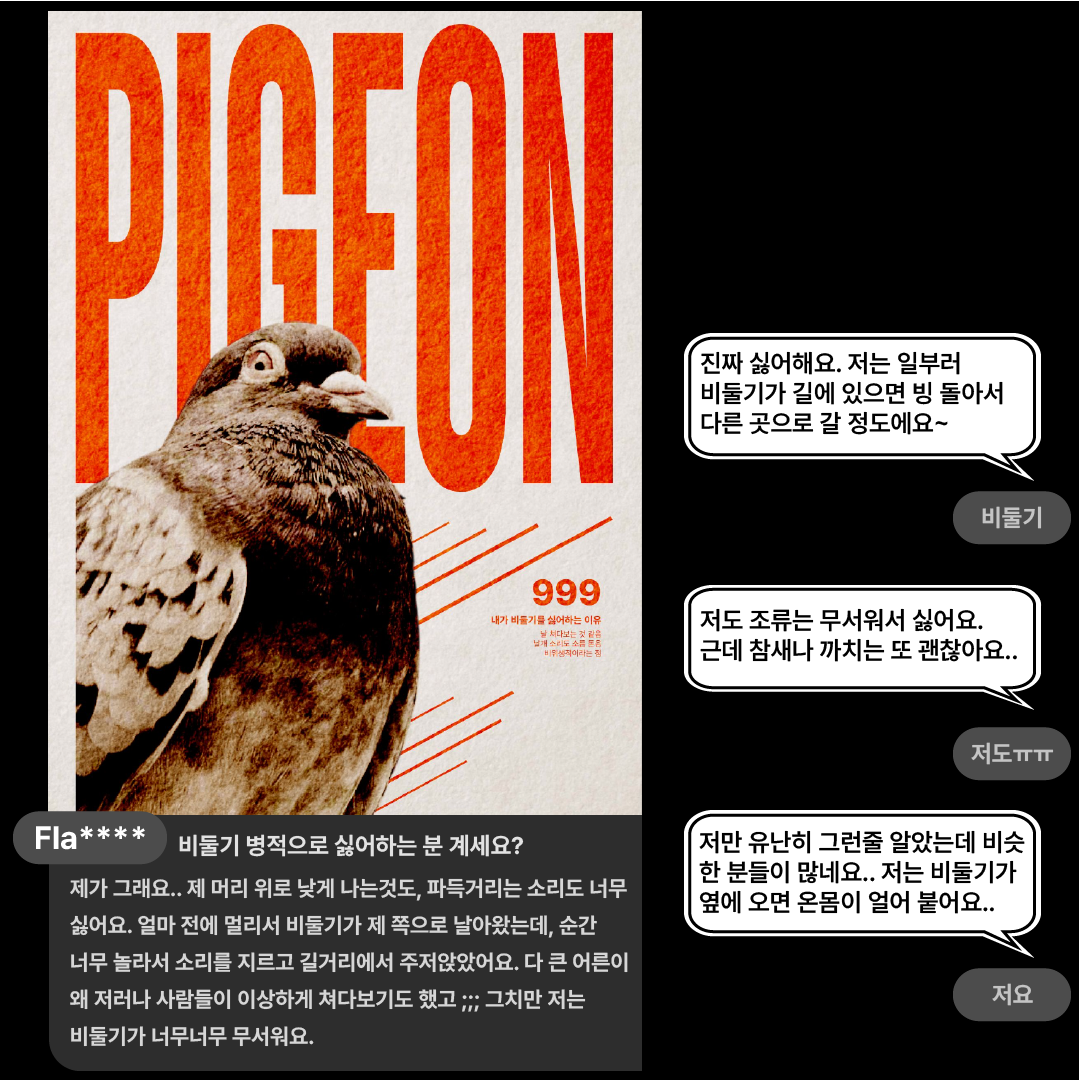 PIGEON
999
내가 비둘기를 싫어하는 이유
날 쳐다보는 것 같음
날개 소리도 소름 돋음
비위생적이라는 점
Fla****
비둘기 병적으로 싫어하는 분 계세요?
제가 그래요.. 제 머리 위로 낮게 나는것도, 파득거리는 소리도 너무
싫어요. 얼마 전에 멀리서 비둘기가 제 쪽으로 날아왔는데, 순간
너무 놀라서 소리를 지르고 길거리에서 주저앉았어요. 다 큰 어른이
왜 저러나 사람들이 이상하게 쳐다보기도 했고 ;;; 그치만 저는
비둘기가 너무너무 무서워요.
진짜 싫어해요. 저는 일부러
비둘기가 길에 있으면 빙 돌아서
다른 곳으로 갈 정도에요~
비둘기
저도 조류는 무서워서 싫어요.
근데 참새나 까치는 또 괜찮아요..
저도ㅠㅠ
저만 유난히 그런줄 알았는데 비슷
한 분들이 많네요.. 저는 비둘기가
옆에 오면 온몸이 얼어 붙어요..
저요